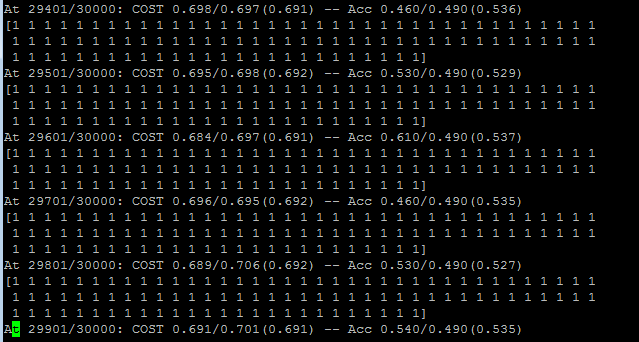 At 29401/30000: COST 0.698/0.697(0.691) -- Acc 0.460/0.490(0.536)
[1 1 1 1 1 1 1 1 1 1 1 1 1 1 1 1 1 1 1 1 1 1 1 1 1 1 1 1 1 1 1 1 1 1 1 1 1
1 1 1 1 1 1 1 1 1 1 1 1 1 1 1 1 1 1 1 1 1 1 1 1 1 1 1 1 1 1 1 1 1 1 1 1 1
1 1 1 1 1 1 1 1 1 1 1 1 1 1 1 1 1 1 1 1 1 1 1 1 1 1]
At 29501/30000: COST 0.695/0.698(0.692) -- Acc 0.530/0.490(0.529)
[1 1 1 1 1 1 1 1 1 1 1 1 1 1 1 1 1 1 1 1 1 1 1 1 1 1 1 1 1 1 1 1 1 1 1 1 1
1 1 1 1 1 1 1 1 1 1 1 1 1 1 1 1 1 1 1 1 1 1 1 1 1 1 1 1 1 1 1 1 1 1 1 1 1
1 1 1 1 1 1 1 1 1 1 1 1 1 1 1 1 1 1 1 1 1 1 1 1 1 1]
At 29601/30000: COST 0.684/0.697(0.691) -- Acc 0.610/0.490(0.537)
[1 1 1 1 1 1 1 1 1 1 1 1 1 1 1 1 1 1 1 1 1 1 1 1 1 1 1 1 1 1 1 1 1 1 1 1 1
1 1 1 1 1 1 1 1 1 1 1 1 1 1 1 1 1 1 1 1 1 1 1 1 1 1 1 1 1 1 1 1 1 1 1 1 1
1 1 1 1 1 1 1 1 1 1 1 1 1 1 1 1 1 1 1 1 1 1 1 1 1 1]
At 29701/30000: COST 0.696/0.695(0.692) -- Acc 0.460/0.490(0.535)
[1 1 1 1 1 1 1 1 1 1 1 1 1 1 1 1 1 1 1 1 1 1 1 1 1 1 1 1 1 1 1 1 1 1 1 1 1
1 1 1 1 1 1 1 1 1 1 1 1 1 1 1 1 1 1 1 1 1 1 1 1 1 1 1 1 1 1 1 1 1 1 1 1 1
1 1 1 1 1 1 1 1 1 1 1 1 1 1 1 1 1 1 1 1 1 1 1 1 1 1]
At 29801/30000: COST 0.689/0.706(0.692) -- Acc 0.530/0.490(0.527)
[1 1 1 1 1 1 1 1 1 1 1 1 1 1 1 1 1 1 1 1 1 1 1 1 1 1 1 1 1 1 1 1 1 1 1 1 1
1 1 1 1 1 1 1 1 1 1 1 1 1 1 1 1 1 1 1 1 1 1 1 1 1 1 1 1 1 1 1 1 1 1 1 1 1
1 1 1 1 1 1 1 1 1 1 1 1 1 1 1 1 1 1 1 1 1 1 1 1 1 1]
At 29901/30000: COST 0.691/0.701(0.691) -- Acc 0.540/0.490(0.535)